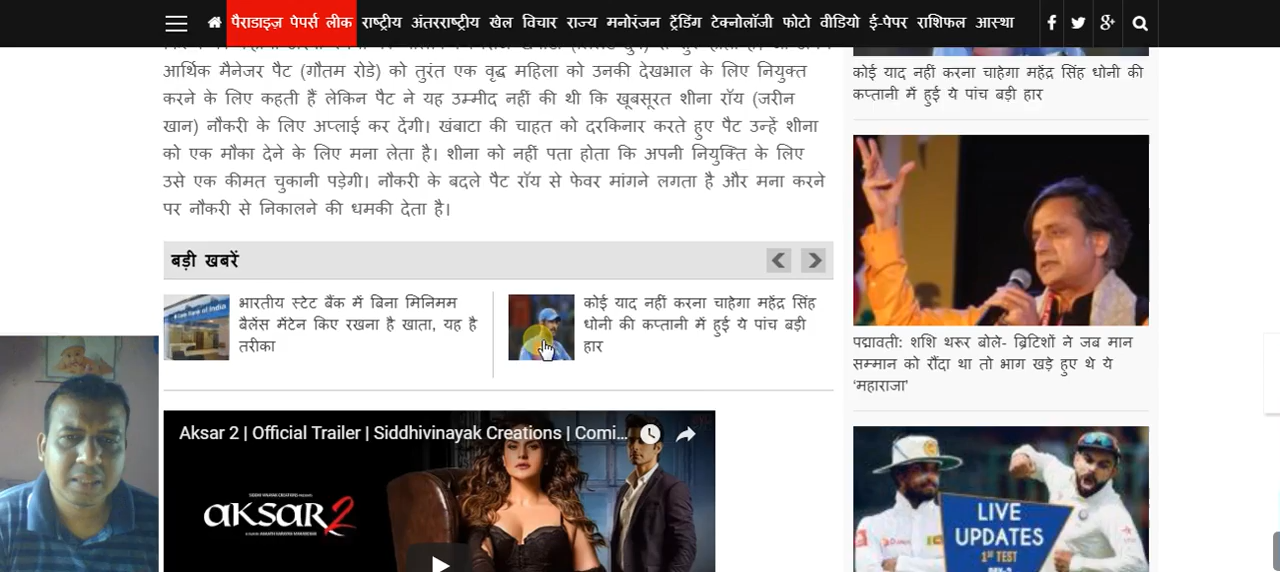 पैराडाइज़ पेपर्स लीक राष्ट्रीय अंतरराष्ट्रीय खेल विचार राज्य मनोरंजन ट्रेंडिंग टेक्नोलॉजी फोटो वीडियो ई-पेपर राशिफल आस्था
आर्थिक मैनेजर पैट (गौतम रोडे) को तुरंत एक वृद्ध महिला को उनकी देखभाल के लिए नियुक्त
करने के लिए कहती हैं लेकिन पैट ने यह उम्मीद नहीं की थी कि खूबसूरत शीना रॉय (जरीन
खान) नौकरी के लिए अप्लाई कर देंगी। खंबाटा की चाहत को दरकिनार करते हुए पैट उन्हें शीना
को एक मौका देने के लिए मना लेता है। शीना को नहीं पता होता कि अपनी नियुक्ति के लिए
उसे एक कीमत चुकानी पड़ेगी। नौकरी के बदले पैट रॉय से फेवर मांगने लगता है और मना करने
पर नौकरी से निकालने की धमकी देता है।
बड़ी खबरें
भारतीय स्टेट बैंक में बिना मिनिमम
बैलेंस मेंटेन किए रखना है खाता, यह है
तरीका
कोई याद नहीं करना चाहेगा महेंद्र सिंह
धोनी की कप्तानी में हुई ये पांच बड़ी
हार
Aksar 2 | Official Trailer | Siddhivinayak Creations | Comi...
AKSAR 2
कोई याद नहीं करना चाहेगा महेंद्र सिंह धोनी की
कप्तानी में हुई ये पांच बड़ी हार
पद्मावती: शशि थरूर बोले- ब्रिटिशों ने जब मान
सम्मान को रौंदा था तो भाग खड़े हुए थे ये
'महाराजा'
LIVE
UPDATES
1ST TEST